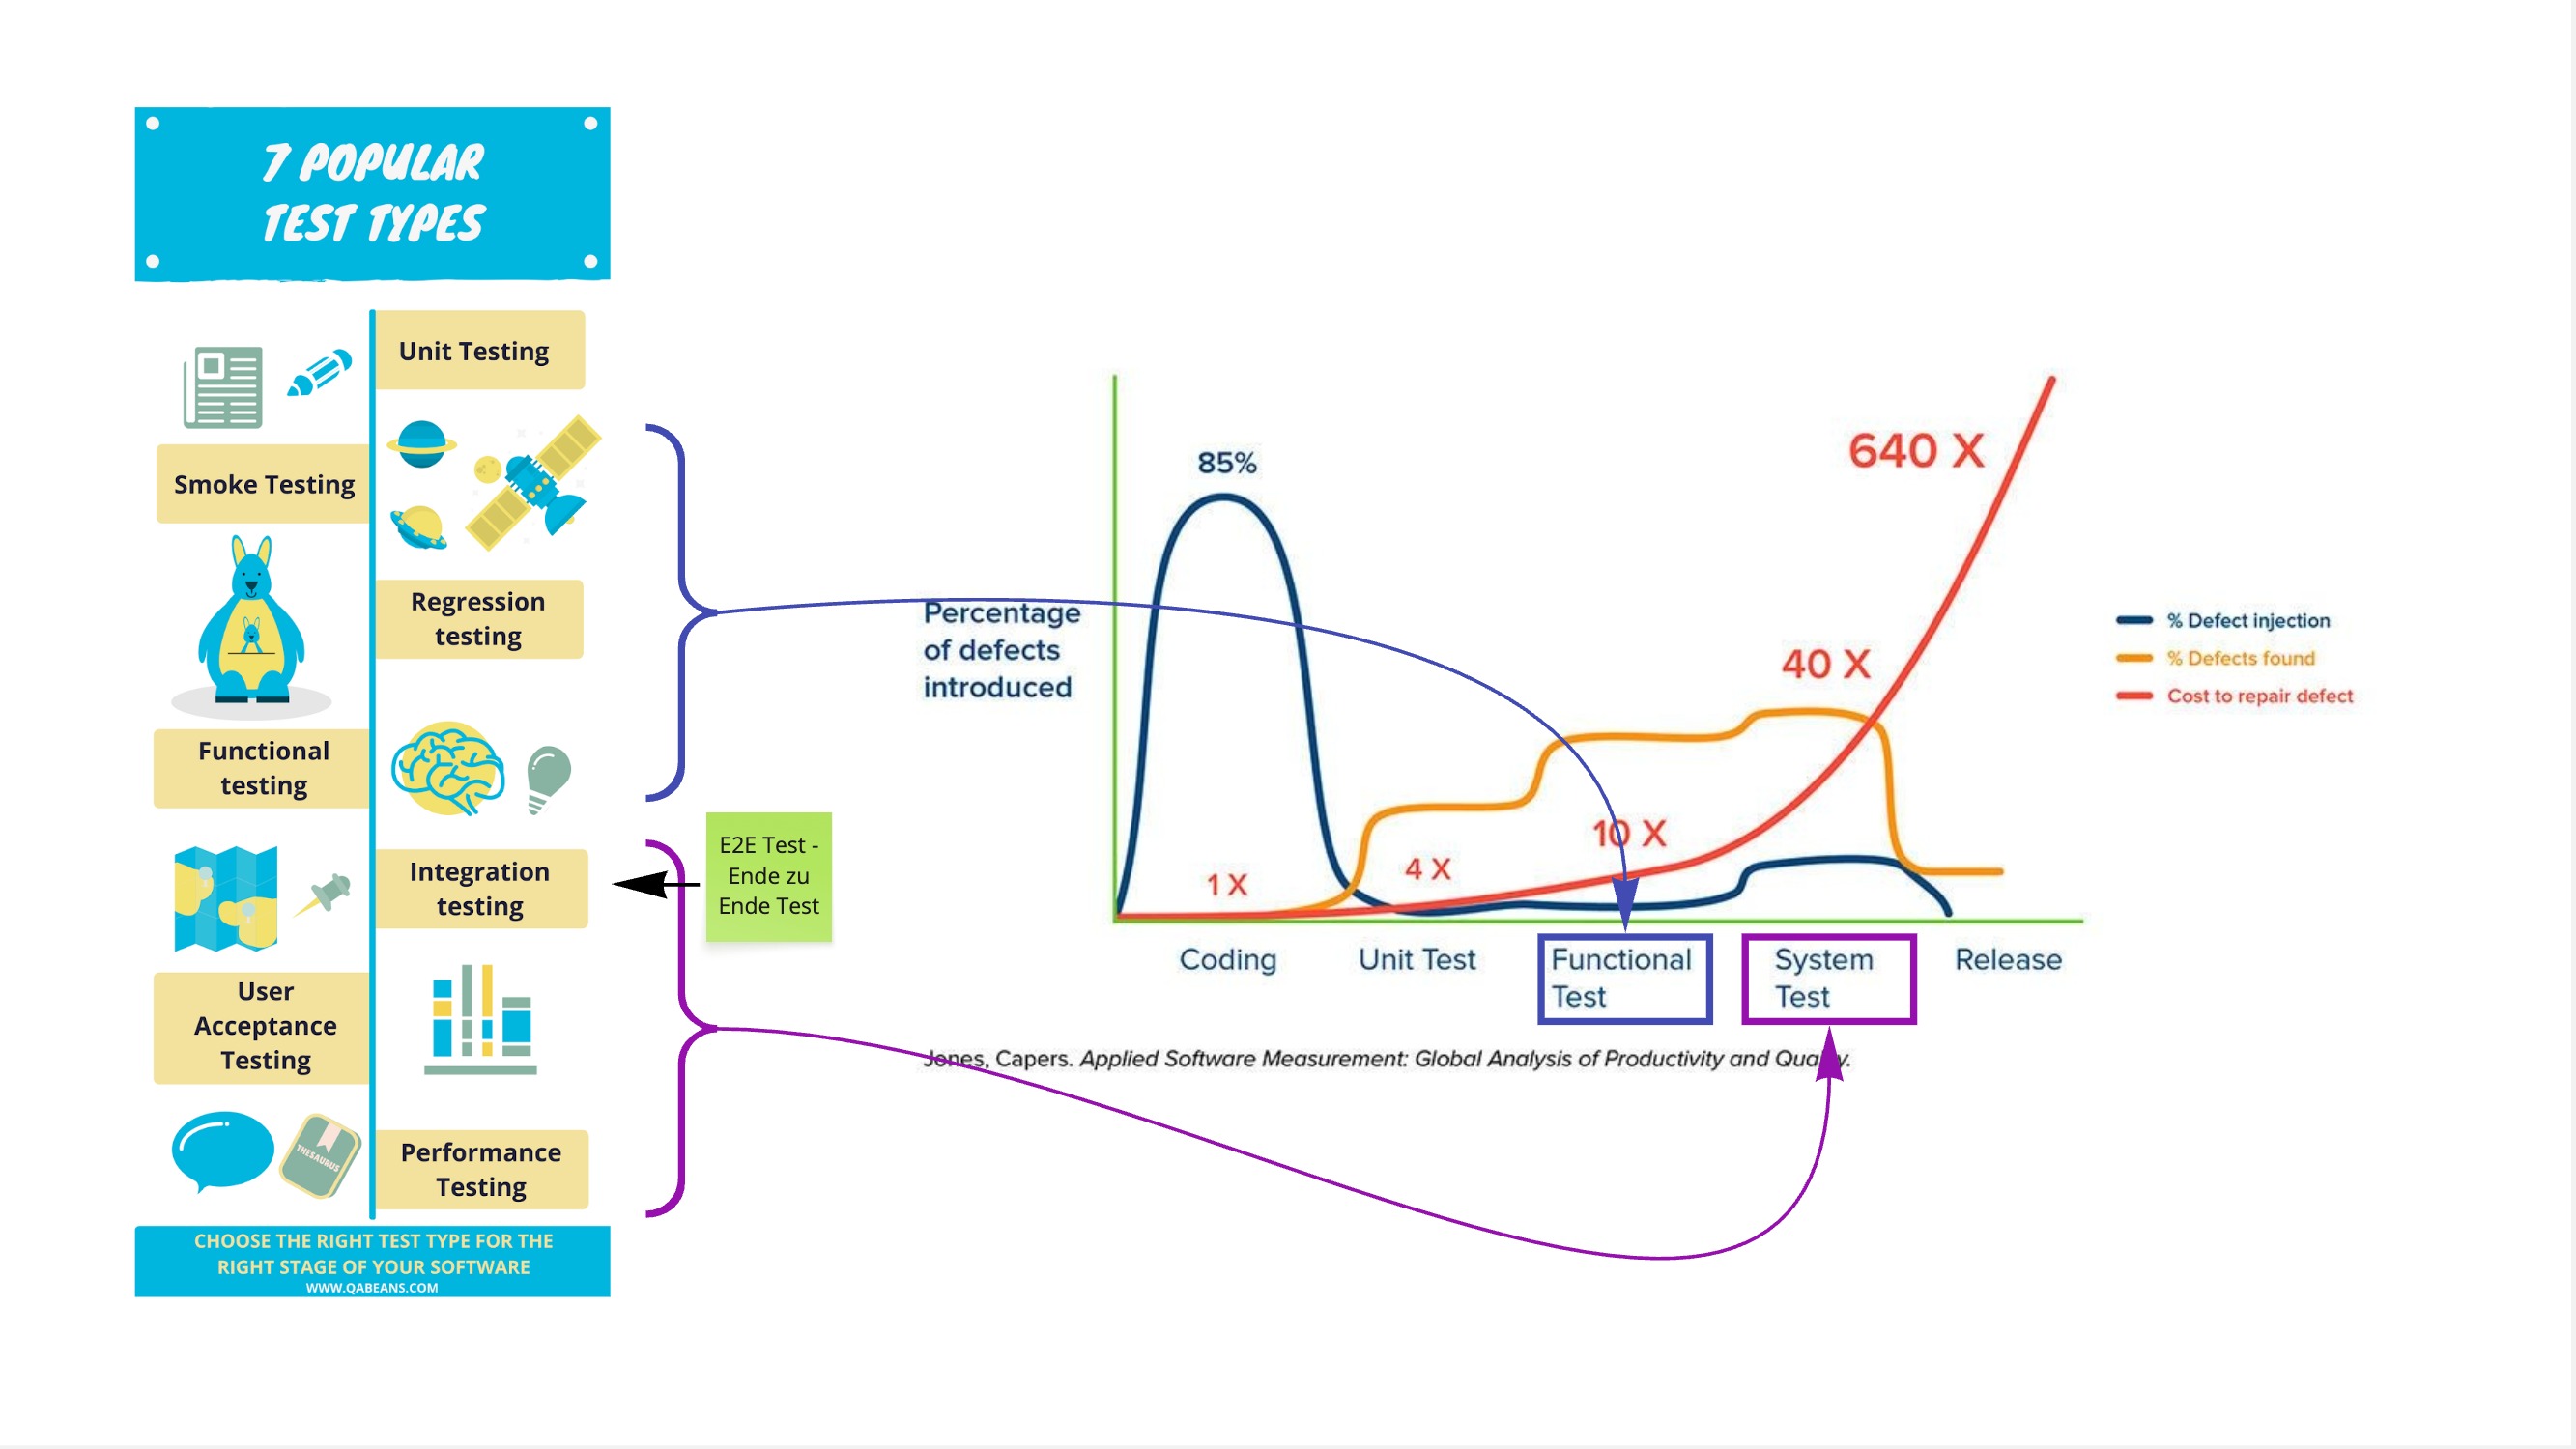 7 POPULAR
TEST TYPES
Unit Testing
Smoke Testing
Regression
testing
Functional
testing
Integration
testing
User
Acceptance
Testing
THESAURUS
Performance
Testing
CHOOSE THE RIGHT TEST TYPE FOR THE
RIGHT STAGE OF YOUR SOFTWARE
WWW.QABEANS.COM
E2E Test -
Ende zu
Ende Test
Percentage
of defects
introduced
85%
640 X
40 X
10 X
4 X
1 X
% Defect injection
% Defects found
Cost to repair defect
Coding
Unit Test
Functional
Test
System
Test
Release
Jones, Capers. Applied Software Measurement: Global Analysis of Productivity and Quality.